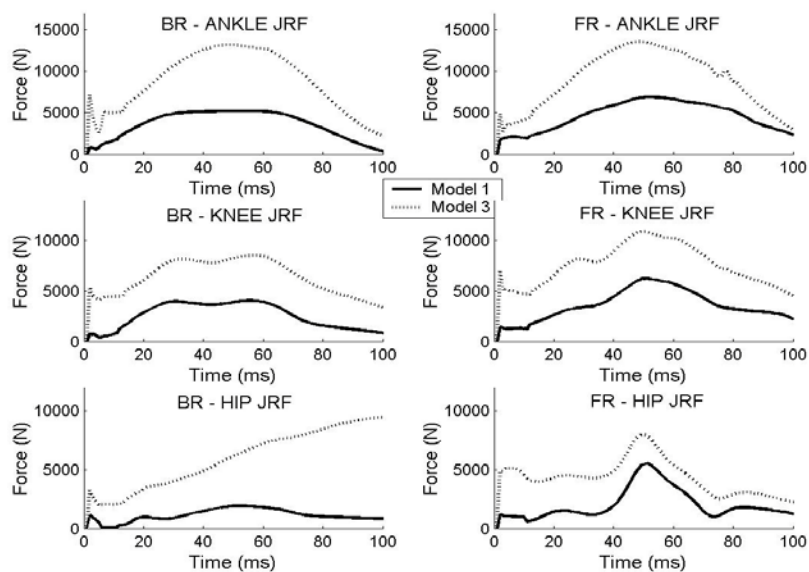 BR - ANKLE JRF
15000
10000
5000
0
Force (N)
0 20 40 60 80 100
Time (ms)
FR - ANKLE JRF
15000
10000
5000
0
Force (N)
0 20 40 60 80 100
Time (ms)
Model 1
Model 3
BR - KNEE JRF
10000
5000
0
Force (N)
0 20 40 60 80 100
Time (ms)
FR - KNEE JRF
10000
5000
0
Force (N)
0 20 40 60 80 100
Time (ms)
BR - HIP JRF
10000
5000
0
Force (N)
0 20 40 60 80 100
Time (ms)
FR - HIP JRF
10000
5000
0
Force (N)
0 20 40 60 80 100
Time (ms)